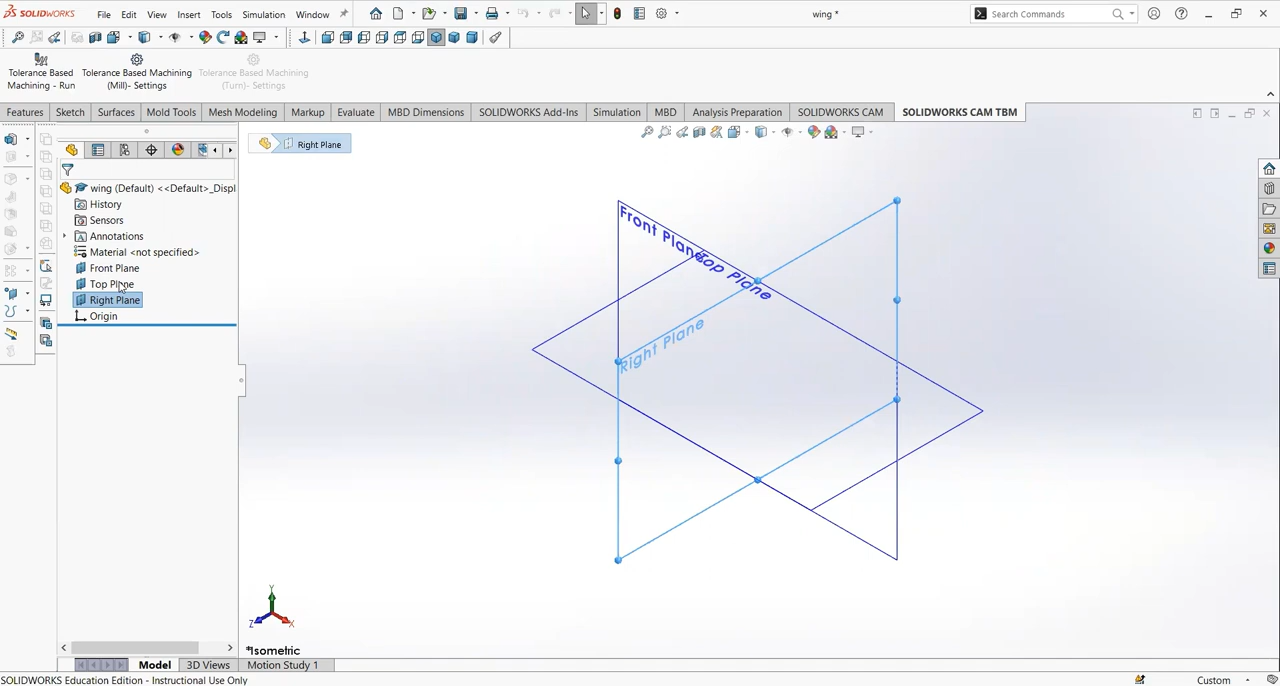 SOLIDWORKS File Edit View Insert Tools Simulation Window wing * Search Commands
Tolerance Based Machining - Run
Tolerance Based Machining (Mill)- Settings
Tolerance Based Machining (Turn)- Settings
Features Sketch Surfaces Mold Tools Mesh Modeling Markup Evaluate MBD Dimensions SOLIDWORKS Add-Ins Simulation MBD Analysis Preparation SOLIDWORKS CAM SOLIDWORKS CAM TBM
Right Plane
wing (Default) <<Default>_Displ
History
Sensors
Annotations
Material <not specified>
Front Plane
Top Plane
Right Plane
Origin
Front Plane
Top Plane
Right Plane
Y
Z
X
*Isometric
Model 3D Views Motion Study 1
SOLIDWORKS Education Edition - Instructional Use Only Custom